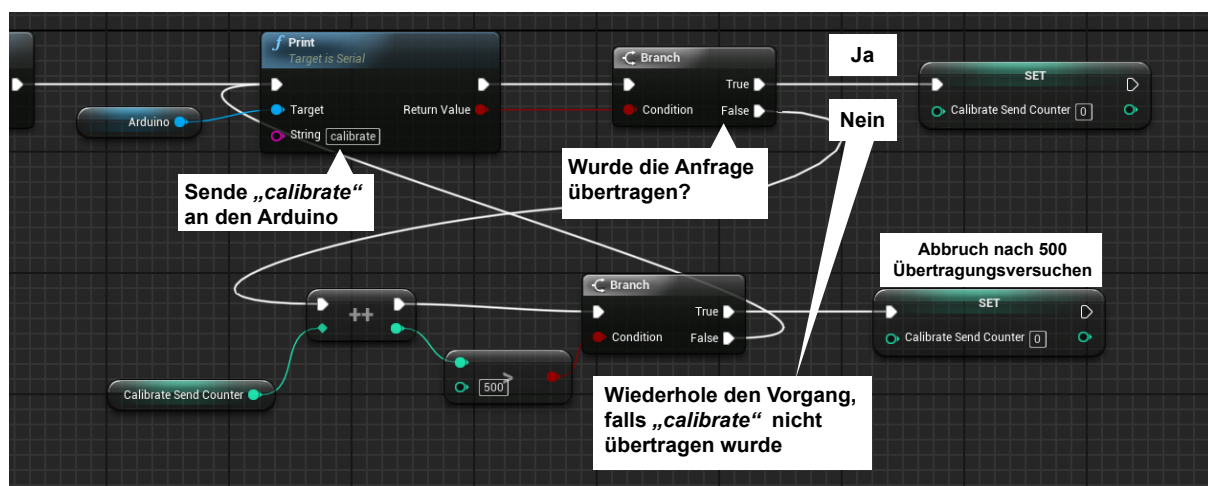 Print
Target is Serial
Target
Return Value
String calibrate
Arduino
Branch
True
Condition
False
Ja
Nein
SET
Calibrate Send Counter 0
Sende „calibrate“
an den Arduino
Wurde die Anfrage
übertragen?
Abbruch nach 500
Übertragungsversuchen
++
Calibrate Send Counter
>
500
Branch
True
Condition
False
SET
Calibrate Send Counter 0
Wiederhole den Vorgang,
falls „calibrate“ nicht
übertragen wurde